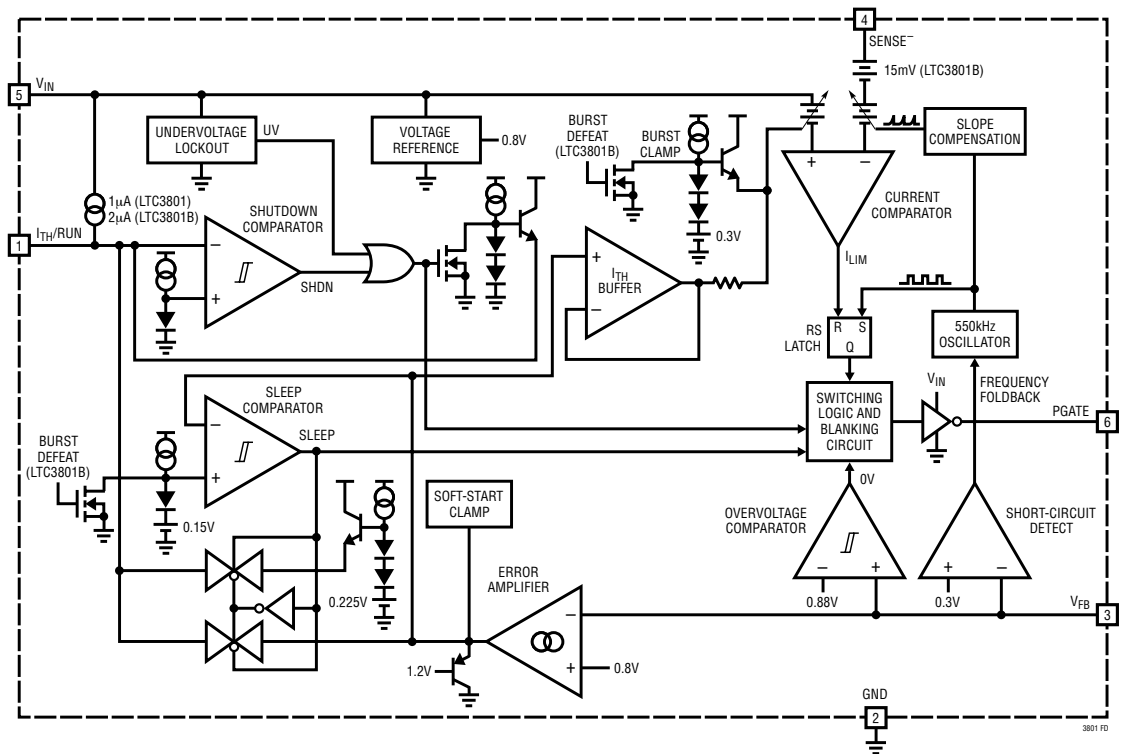 4
SENSE−
15mV (LTC3801B)
5
VIN
UNDERVOLTAGE
LOCKOUT
UV
VOLTAGE
REFERENCE
0.8V
BURST
DEFEAT
(LTC3801B)
BURST
CLAMP
SLOPE
COMPENSATION
+
−
CURRENT
COMPARATOR
1µA (LTC3801)
2µA (LTC3801B)
SHUTDOWN
COMPARATOR
1
ITH/RUN
−
+
SHDN
0.3V
+
−
ITH
BUFFER
ILIM
RS
LATCH
R
S
Q
550kHz
OSCILLATOR
SLEEP
COMPARATOR
−
+
SLEEP
SWITCHING
LOGIC AND
BLANKING
CIRCUIT
VIN
FREQUENCY
FOLDBACK
PGATE
6
BURST
DEFEAT
(LTC3801B)
0.15V
SOFT-START
CLAMP
OV
OVERVOLTAGE
COMPARATOR
−
+
SHORT-CIRCUIT
DETECT
+
−
0.225V
ERROR
AMPLIFIER
0.88V
0.3V
VFB
3
−
+
0.8V
1.2V
GND
2
3801 FD